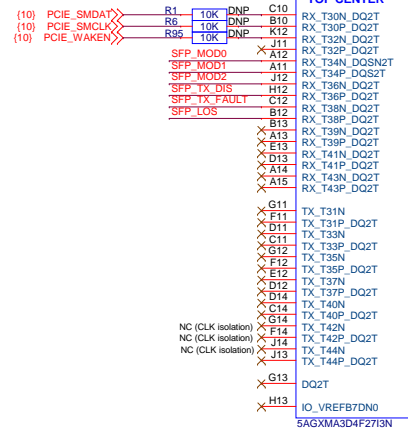 TOP CENTER
{10} PCIE_SMDAT R1 10K DNP C10 RX_T30N_DQ2T
{10} PCIE_SMCLK R6 10K DNP B10 RX_T30P_DQ2T
{10} PCIE_WAKEN R95 10K DNP K12 RX_T32N_DQ2T
J11 RX_T32P_DQ2T
SFP_MOD0 A12 RX_T34N_DQSN2T
SFP_MOD1 A11 RX_T34P_DQS2T
SFP_MOD2 J12 RX_T36N_DQ2T
SFP_TX_DIS H12 RX_T36P_DQ2T
SFP_TX_FAULT C12 RX_T38N_DQ2T
SFP_LOS B12 RX_T38P_DQ2T
B13 RX_T39N_DQ2T
A13 RX_T39P_DQ2T
E13 RX_T41N_DQ2T
D13 RX_T41P_DQ2T
A14 RX_T43N_DQ2T
A15 RX_T43P_DQ2T
G11 TX_T31N
F11 TX_T31P_DQ2T
D11 TX_T33N
C11 TX_T33P_DQ2T
G12 TX_T35N
F12 TX_T35P_DQ2T
E12 TX_T37N
D12 TX_T37P_DQ2T
D14 TX_T40N
C14 TX_T40P_DQ2T
NC (CLK isolation) G14 TX_T42N
NC (CLK isolation) F14 TX_T42P_DQ2T
NC (CLK isolation) J14 TX_T44N
J13 TX_T44P_DQ2T
G13 DQ2T
H13 IO_VREFB7DN0
5AGXMA3D4F27I3N